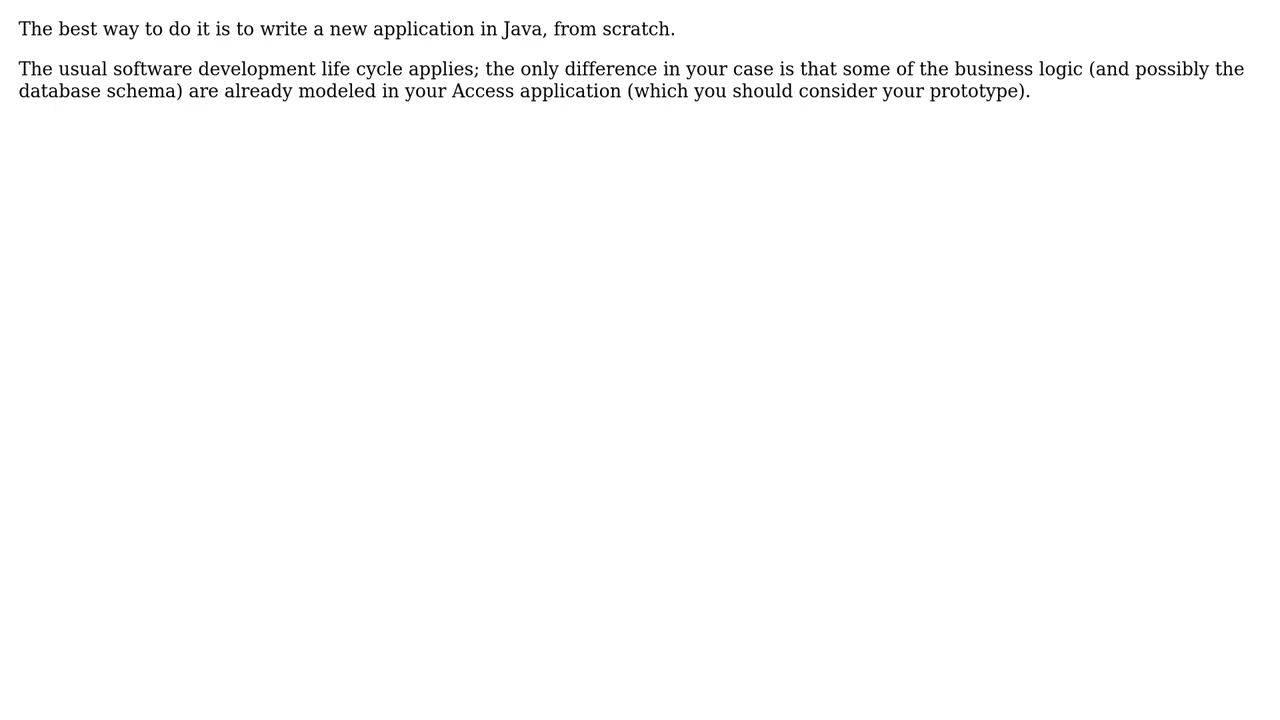 The best way to do it is to write a new application in Java, from scratch.
The usual software development life cycle applies; the only difference in your case is that some of the business logic (and possibly the
database schema) are already modeled in your Access application (which you should consider your prototype).